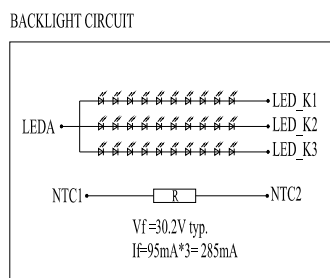 BACKLIGHT CIRCUIT
LED_K1
LEDA
LED_K2
LED_K3
NTC1
R
NTC2
Vf =30.2V typ.
If=95mA*3= 285mA